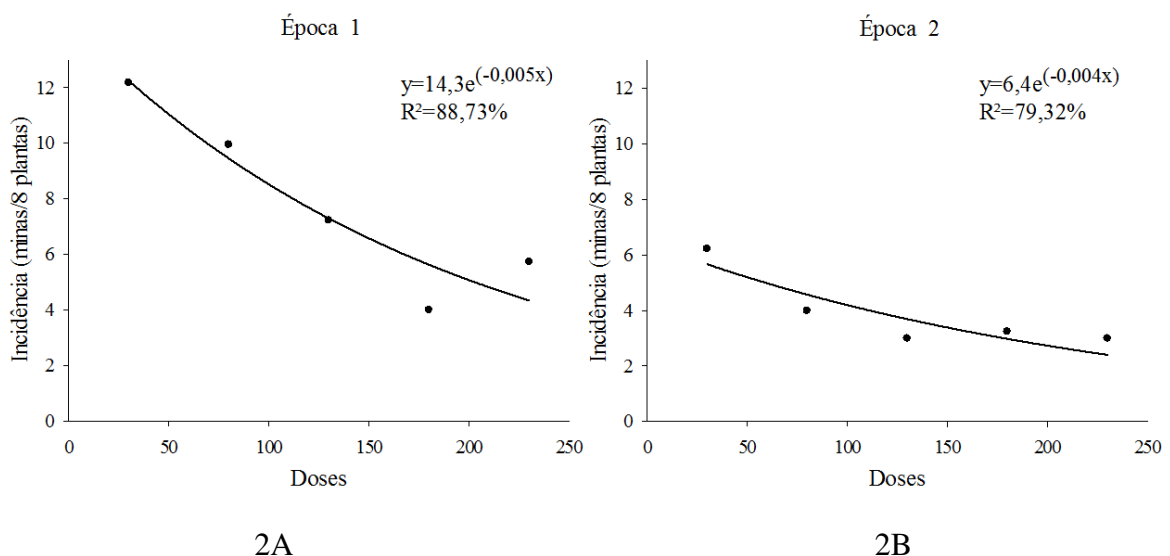 Época 1
y=14,3e(-0,005x)
R²=88,73%
Incidência (minas/8 plantas)
12
10
8
6
4
2
0
0 50 100 150 200 250
Doses
2A
Época 2
y=6,4e(-0,004x)
R²=79,32%
Incidência (minas/8 plantas)
12
10
8
6
4
2
0
0 50 100 150 200 250
Doses
2B